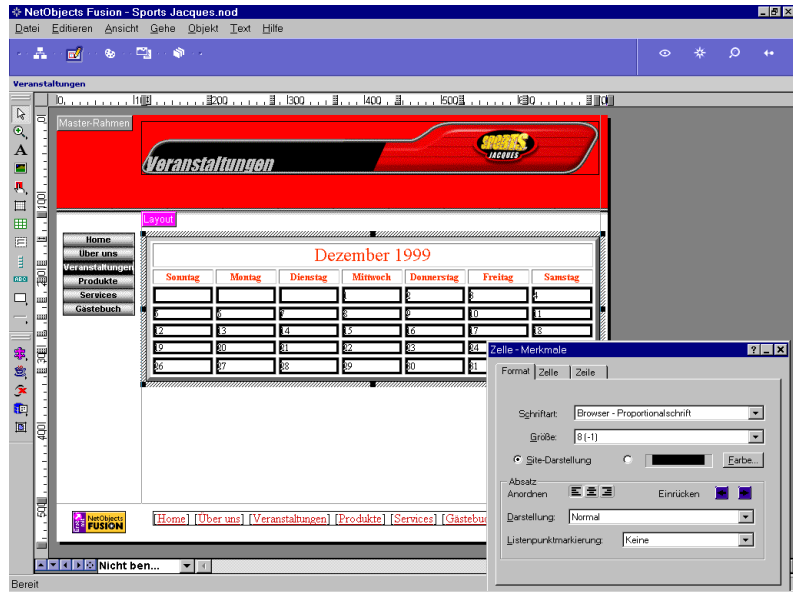 NetObjects Fusion - Sports Jacques.nod
Datei Editieren Ansicht Gehe Objekt Text Hilfe
Veranstaltungen
Master-Rahmen
Veranstaltungen
SPORTS
JACQUES
Layout
Home
Über uns
Veranstaltungen
Produkte
Services
Gästebuch
Dezember 1999
Sonntag Montag Dienstag Mittwoch Donnerstag Freitag Samstag
1 2 3 4
5 6 7 8 9 10 11
12 13 14 15 16 17 18
19 20 21 22 23 24
26 27 28 29 30 31
Zelle - Merkmale
Format Zelle Zeile
Schriftart: Browser - Proportionalschrift
Größe: 8 (-1)
Site-Darstellung Farbe...
Absatz
Anordnen Einrücken
Darstellung: Normal
Listenpunktmarkierung: Keine
NetObjects
FUSION
[Home] [Über uns] [Veranstaltungen] [Produkte] [Services]
Nicht ben...
Bereit